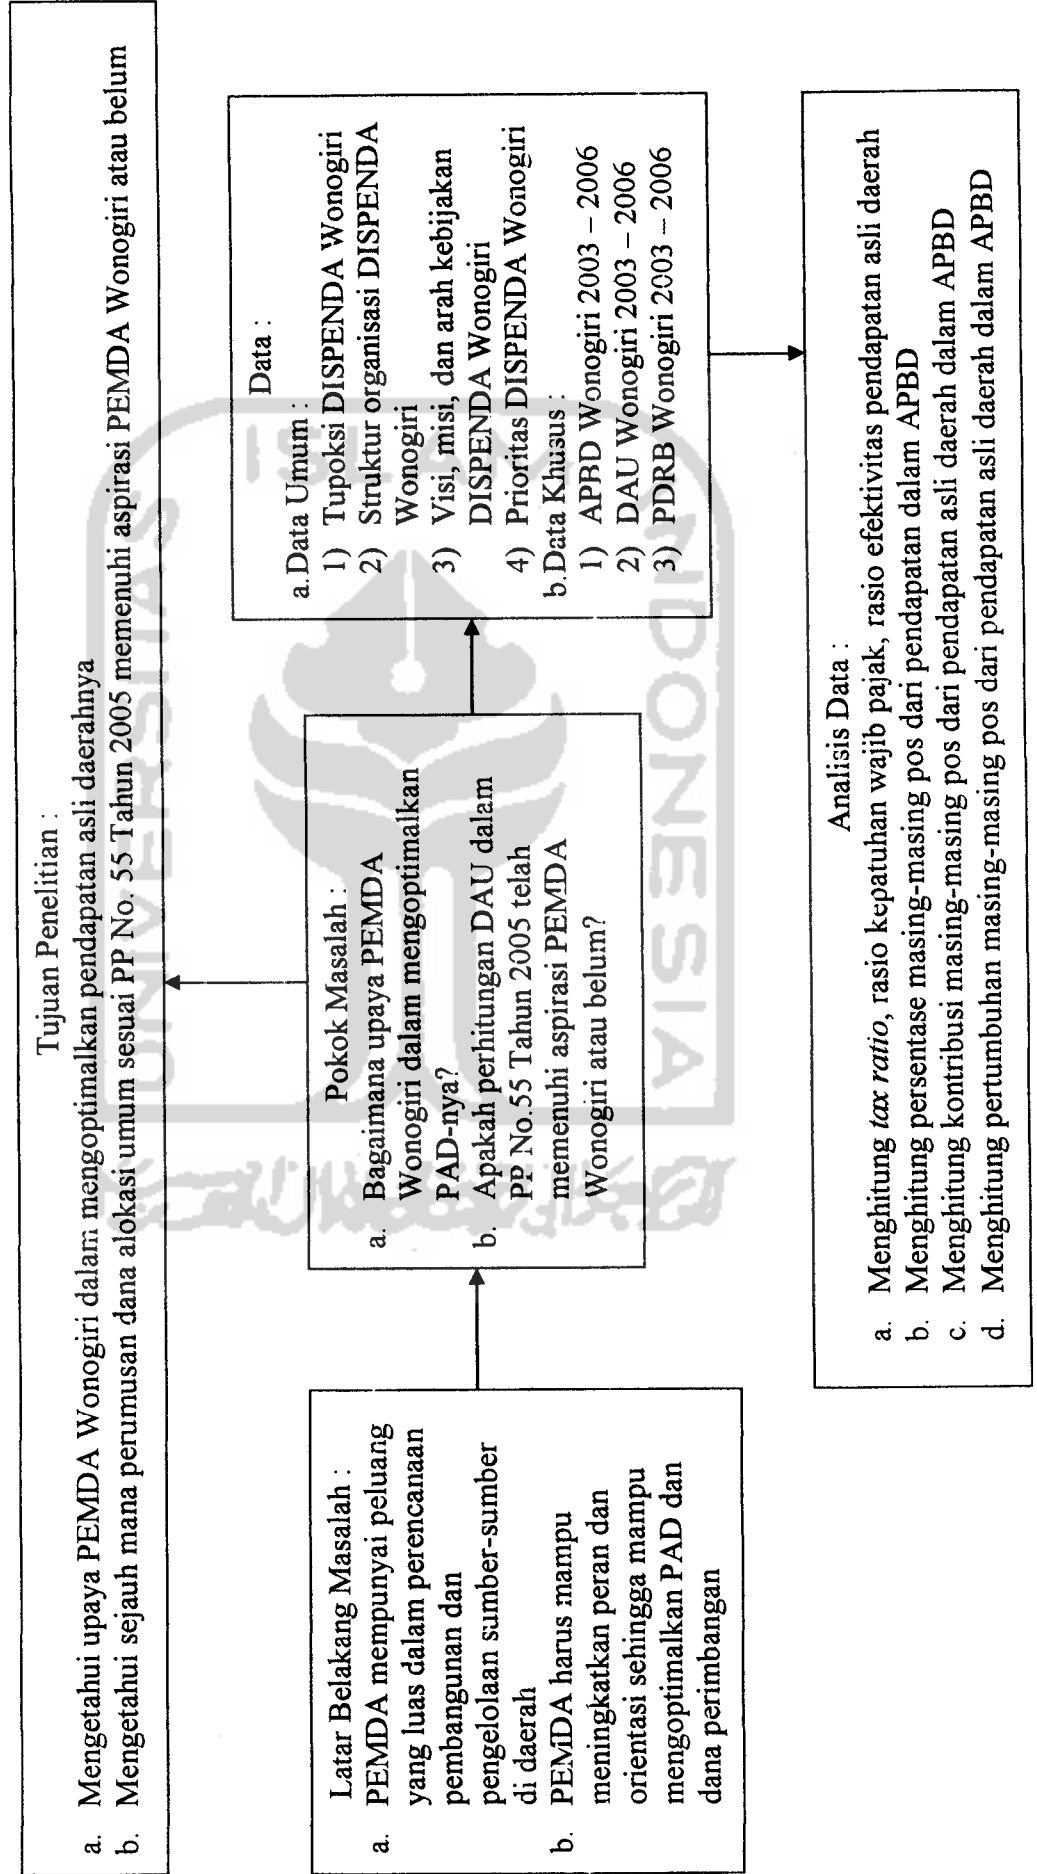 Tujuan Penelitian :
a. Mengetahui upaya PEMDA Wonogiri dalam mengoptimalkan pendapatan asli daerahnya
b. Mengetahui sejauh mana perumusan dana alokasi umum sesuai PP No. 55 Tahun 2005 memenuhi aspirasi PEMDA Wonogiri atau belum
Latar Belakang Masalah :
a. PEMDA mempunyai peluang
yang luas dalam perencanaan
pembangunan dan
pengelolaan sumber-sumber
di daerah
b. PEMDA harus mampu
meningkatkan peran dan
orientasi sehingga mampu
mengoptimalkan PAD dan
dana perimbangan
Pokok Masalah :
a. Bagaimana upaya PEMDA
Wonogiri dalam mengoptimalkan
PAD-nya?
b. Apakah perhitungan DAU dalam
PP No.55 Tahun 2005 telah
memenuhi aspirasi PEMDA
Wonogiri atau belum?
Data :
a.Data Umum :
1) Tupoksi DISPENDA Wonogiri
2) Struktur organisasi DISPENDA
Wonogiri
3) Visi, misi, dan arah kebijakan
DISPENDA Wonogiri
4) Prioritas DISPENDA Wonogiri
b.Data Khusus :
1) APBD Wonogiri 2003 – 2006
2) DAU Wonogiri 2003 – 2006
3) PDRB Wonogiri 2003 – 2006
Analisis Data :
a. Menghitung tax ratio, rasio kepatuhan wajib pajak, rasio efektivitas pendapatan asli daerah
b. Menghitung persentase masing-masing pos dari pendapatan dalam APBD
c. Menghitung kontribusi masing-masing pos dari pendapatan asli daerah dalam APBD
d. Menghitung pertumbuhan masing-masing pos dari pendapatan asli daerah dalam APBD
UNIVERSITAS
ISLAM
INDONESIA